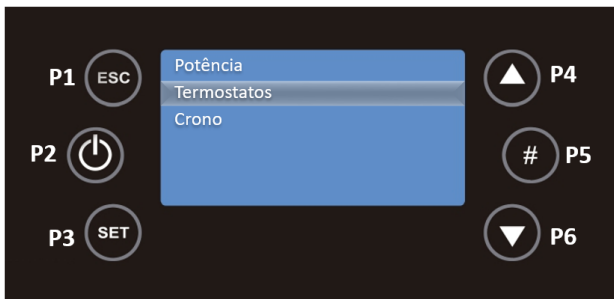 P1 ESC
Potência
Termostatos
Crono
P4
P2
# P5
P3 SET
P6